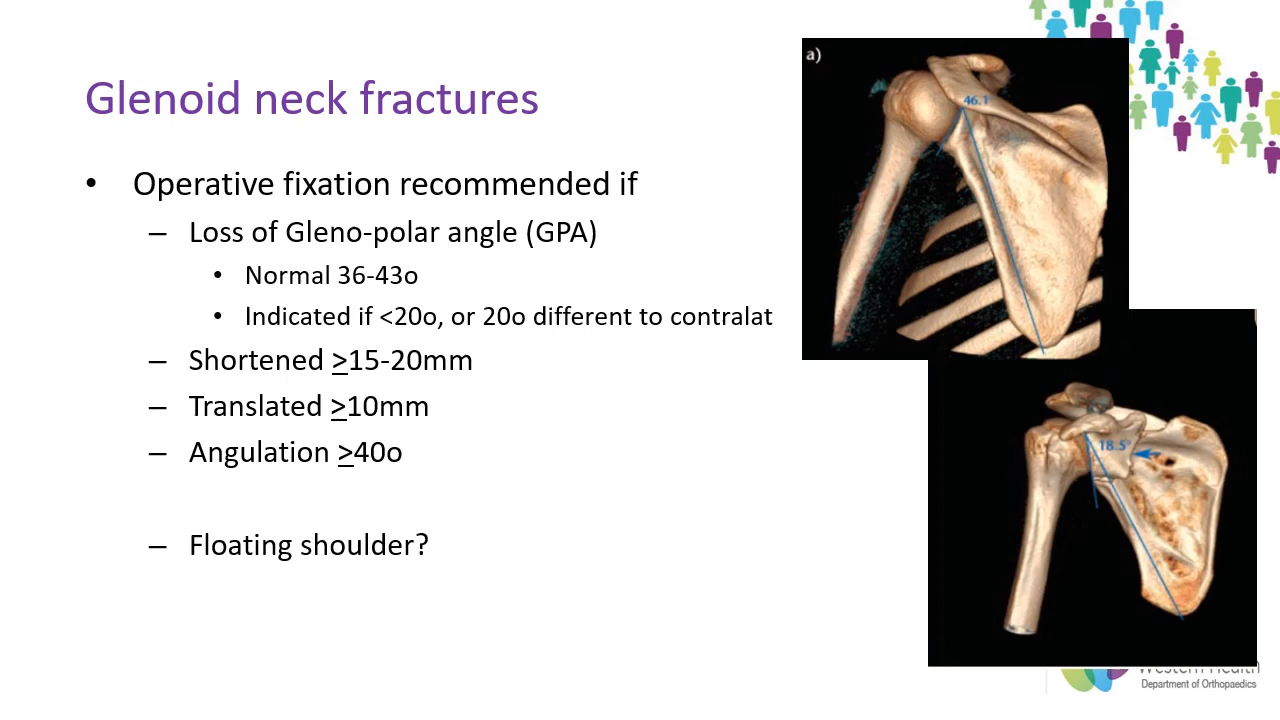 Glenoid neck fractures
• Operative fixation recommended if
– Loss of Gleno-polar angle (GPA)
• Normal 36-43o
• Indicated if <20o, or 20o different to contralat
– Shortened ≥15-20mm
– Translated ≥10mm
– Angulation ≥40o
– Floating shoulder?
a)
46.1
18.5°
Western Health
Department of Orthopaedics